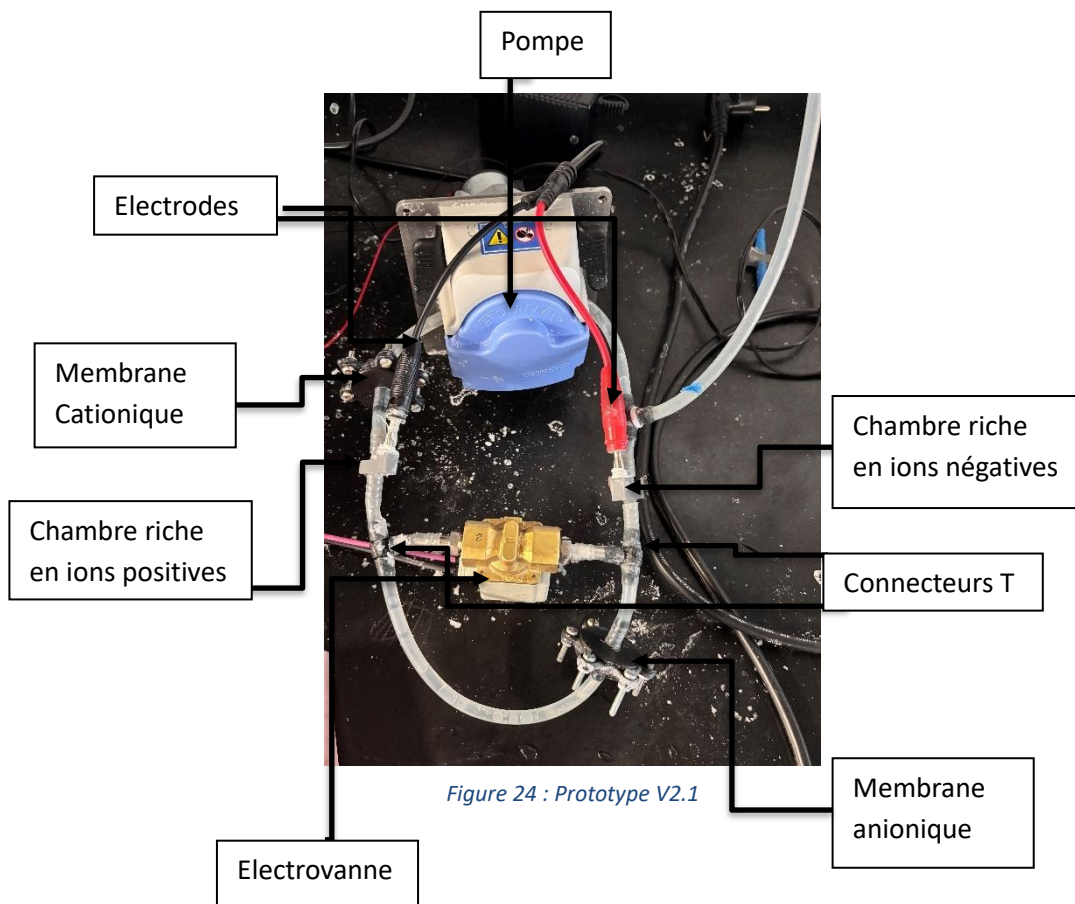 Pompe
Electrodes
Membrane
Cationique
Chambre riche
en ions négatives
Chambre riche
en ions positives
Connecteurs T
Figure 24 : Prototype V2.1
Membrane
anionique
Electrovanne